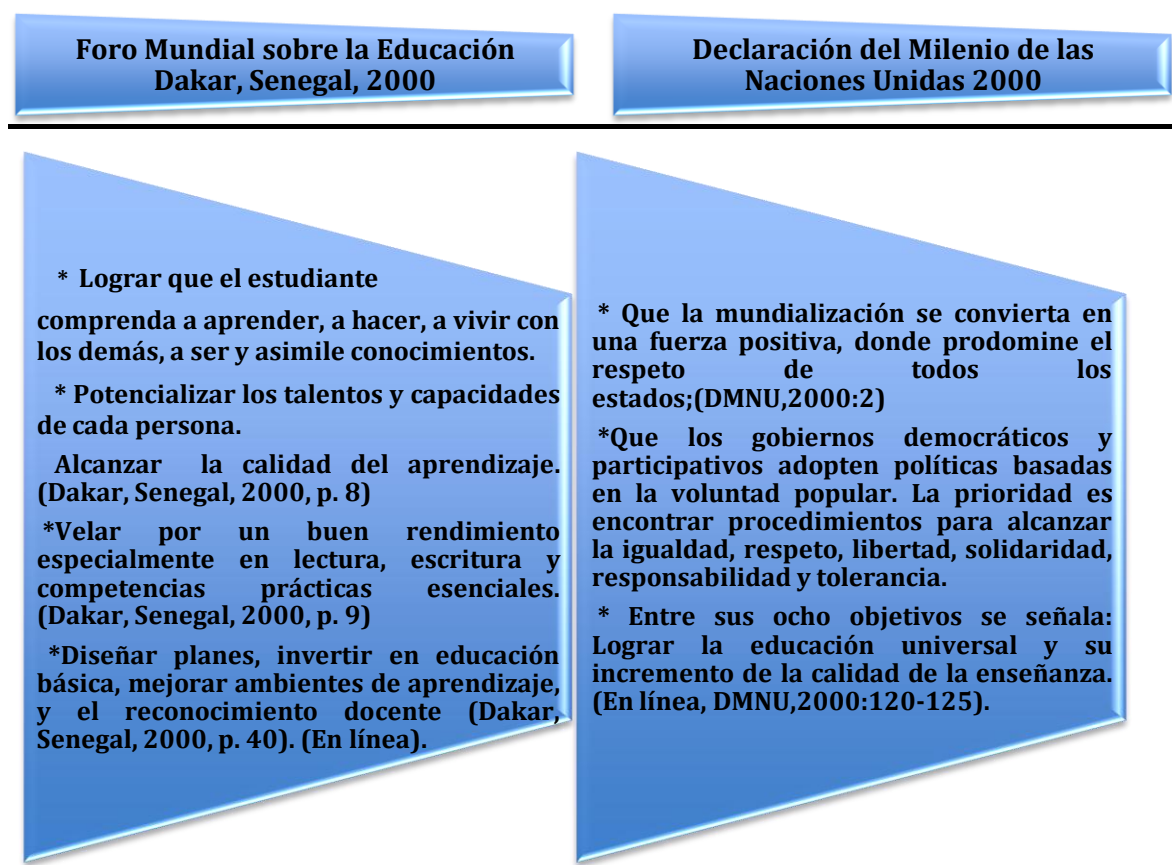 Foro Mundial sobre la Educación
Dakar, Senegal, 2000
Declaración del Milenio de las
Naciones Unidas 2000
* Lograr que el estudiante
comprenda a aprender, a hacer, a vivir con
los demás, a ser y asimile conocimientos.
* Potencializar los talentos y capacidades
de cada persona.
Alcanzar la calidad del aprendizaje.
(Dakar, Senegal, 2000, p. 8)
*Velar por un buen rendimiento
especialmente en lectura, escritura y
competencias prácticas esenciales.
(Dakar, Senegal, 2000, p. 9)
*Diseñar planes, invertir en educación
básica, mejorar ambientes de aprendizaje,
y el reconocimiento docente (Dakar,
Senegal, 2000, p. 40). (En línea).
* Que la mundialización se convierta en
una fuerza positiva, donde prodomine el
respeto de todos los
estados;(DMNU,2000:2)
*Que los gobiernos democráticos y
participativos adopten políticas basadas
en la voluntad popular. La prioridad es
encontrar procedimientos para alcanzar
la igualdad, respeto, libertad, solidaridad,
responsabilidad y tolerancia.
* Entre sus ocho objetivos se señala:
Lograr la educación universal y su
incremento de la calidad de la enseñanza.
(En línea, DMNU,2000:120-125).